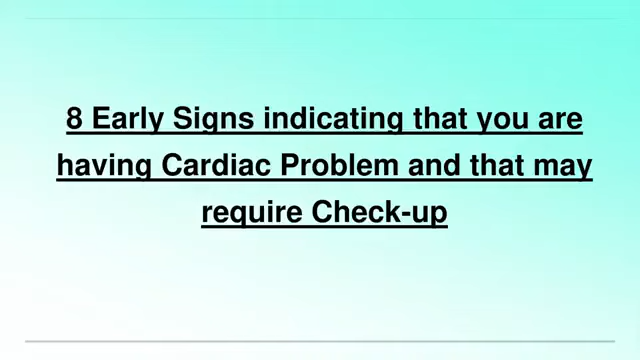 8 Early Signs indicating that you are
having Cardiac Problem and that may
require Check-up